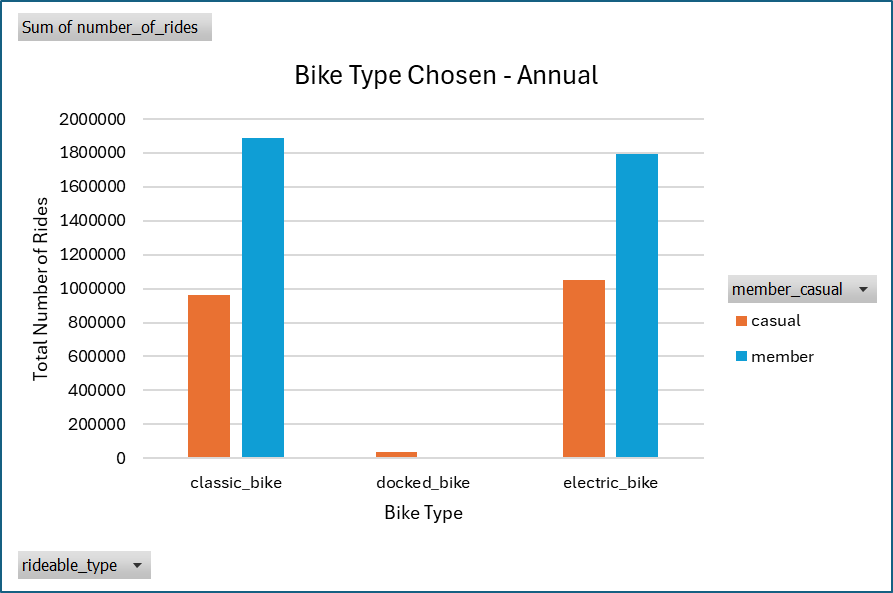 Sum of number_of_rides
Bike Type Chosen - Annual
2000000
1800000
1600000
1400000
1200000
1000000
800000
600000
400000
200000
0
Total Number of Rides
classic_bike
docked_bike
electric_bike
Bike Type
member_casual
casual
member
rideable_type